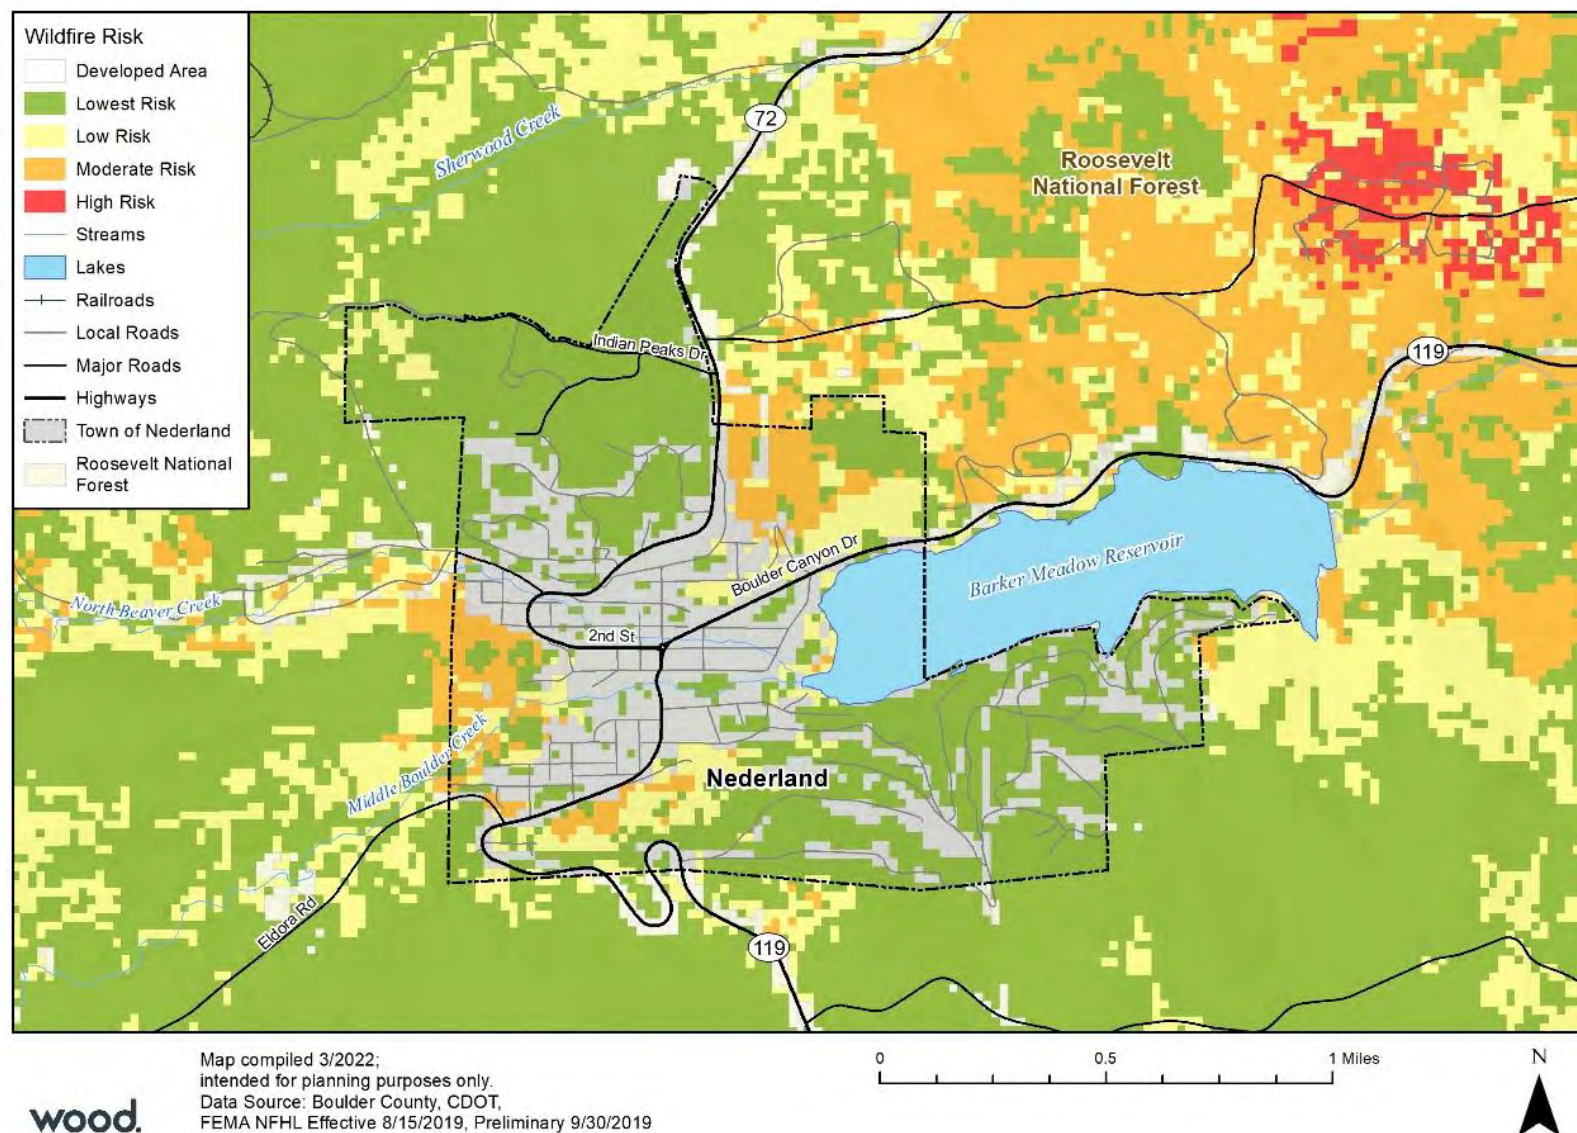 Wildfire Risk
Developed Area
Lowest Risk
Low Risk
Moderate Risk
High Risk
Streams
Lakes
Railroads
Local Roads
Major Roads
Highways
Town of Nederland
Roosevelt National
Forest
72
Sherwood Creek
Roosevelt
National Forest
Indian Peaks Dr
119
Boulder Canyon Dr
Barker Meadow Reservoir
North Beaver Creek
2nd St
Middle Boulder Creek
Nederland
Eldora Rd
119
Map compiled 3/2022;
intended for planning purposes only.
Data Source: Boulder County, CDOT,
FEMA NFHL Effective 8/15/2019, Preliminary 9/30/2019
wood.
0 0.5 1 Miles
N